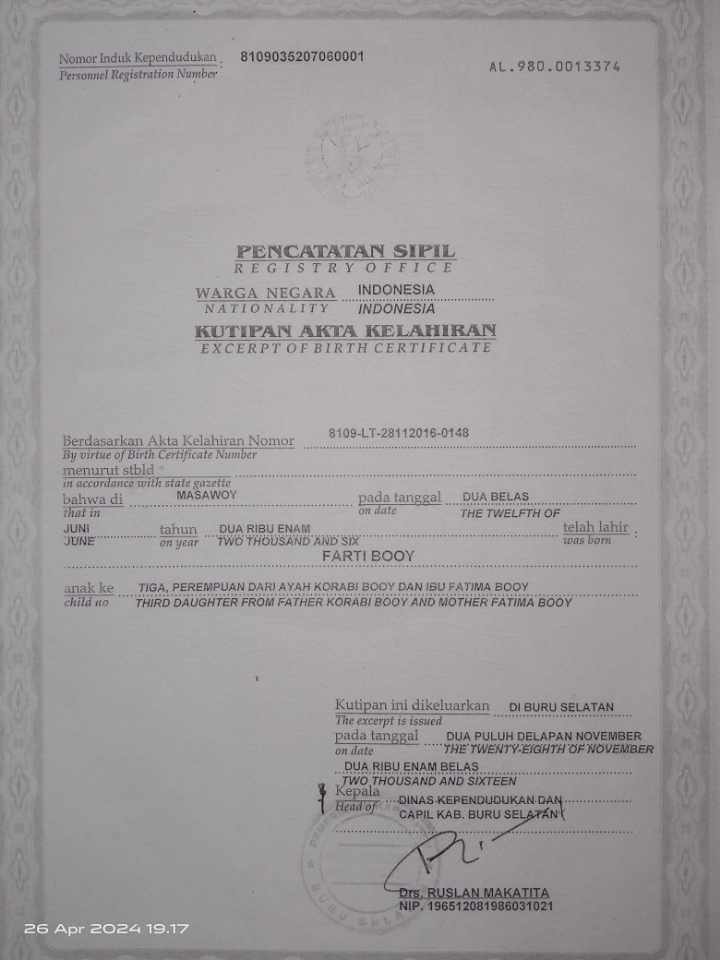 Nomor Induk Kependudukan : 8109035207060001
Personnel Registration Number
AL.980.0013374
PENCATATAN SIPIL
REGISTRY OFFICE
WARGA NEGARA INDONESIA
NATIONALITY INDONESIA
KUTIPAN AKTA KELAHIRAN
EXCERPT OF BIRTH CERTIFICATE
Berdasarkan Akta Kelahiran Nomor 8109-LT-28112016-0148
By virtue of Birth Certificate Number
menurut stbld
in accordance with state gazette
bahwa di MASAWOY pada tanggal DUA BELAS
that in on date THE TWELFTH OF
JUNI tahun DUA RIBU ENAM telah lahir :
JUNE on year TWO THOUSAND AND SIX was born
FARTI BOOY
anak ke TIGA, PEREMPUAN DARI AYAH KORABI BOOY DAN IBU FATIMA BOOY
child no THIRD DAUGHTER FROM FATHER KORABI BOOY AND MOTHER FATIMA BOOY
Kutipan ini dikeluarkan DI BURU SELATAN
The excerpt is issued
pada tanggal DUA PULUH DELAPAN NOVEMBER
on date THE TWENTY-EIGHTH OF NOVEMBER
DUA RIBU ENAM BELAS
TWO THOUSAND AND SIXTEEN
Kepala DINAS KEPENDUDUKAN DAN
Head of CAPIL KAB. BURU SELATAN
Drs. RUSLAN MAKATITA
NIP. 196512081986031021
26 Apr 2024 19.17